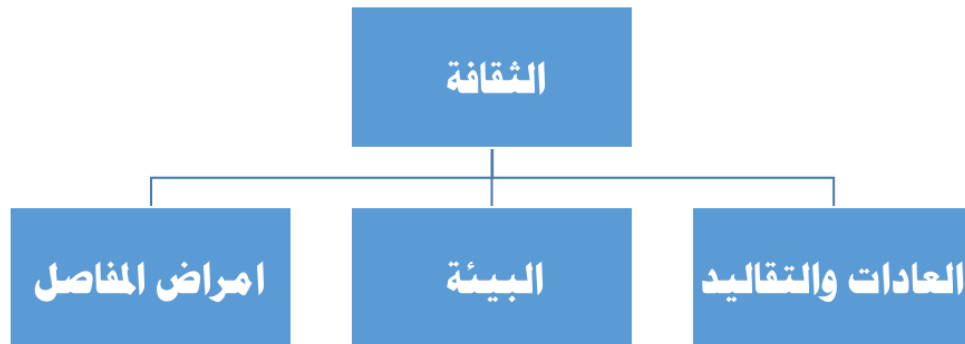 الثقافة
العادات والتقاليد
البيئة
امراض المفاصل